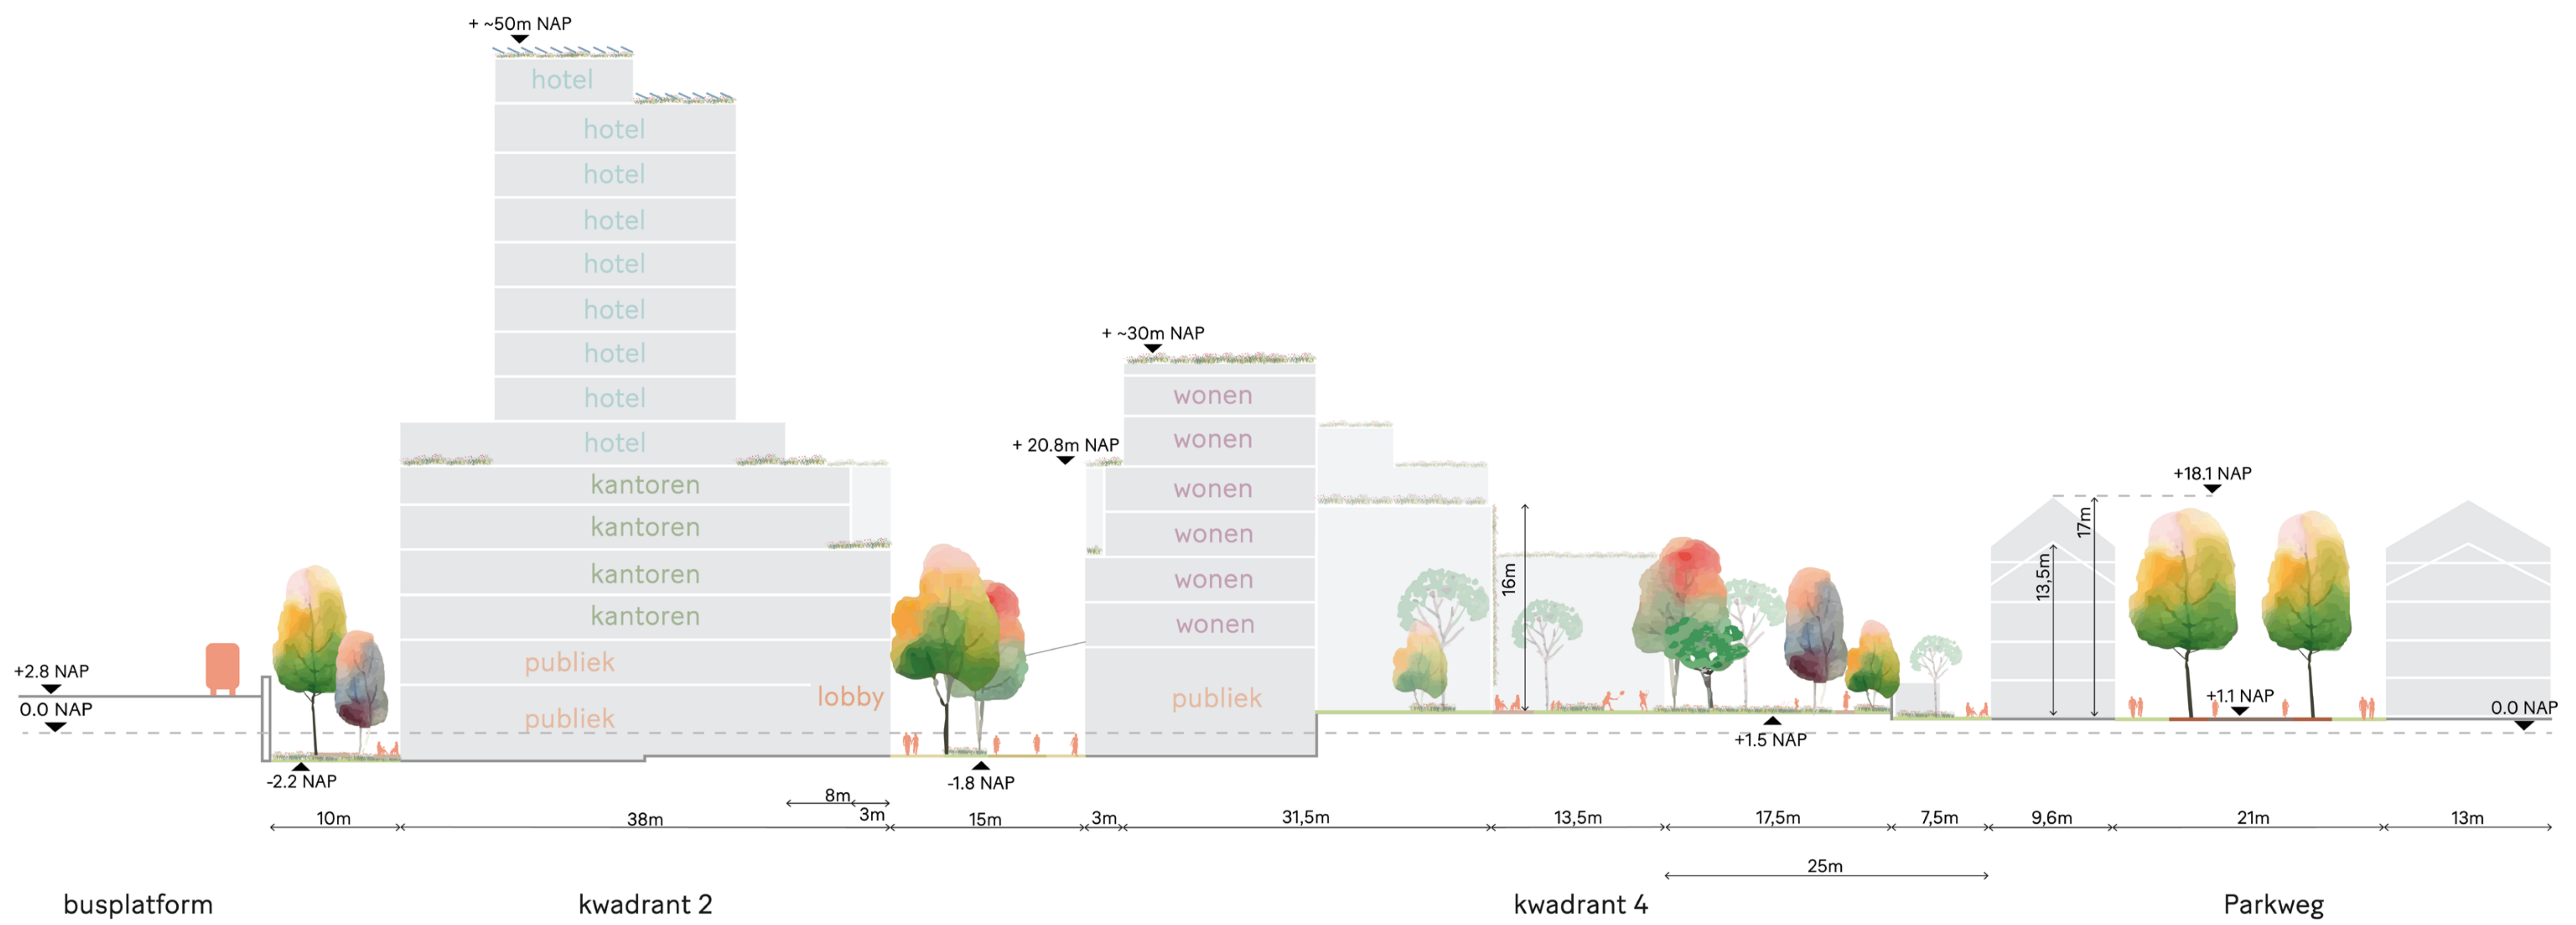 + ~50m NAP
hotel
hotel
hotel
hotel
hotel
hotel
hotel
hotel
hotel
kantoren
kantoren
kantoren
kantoren
publiek
lobby
publiek
+ ~30m NAP
+ 20.8m NAP
wonen
wonen
wonen
wonen
wonen
wonen
publiek
16m
13,5m
17m
+18.1 NAP
+1.1 NAP
0.0 NAP
+1.5 NAP
+2.8 NAP
0.0 NAP
-2.2 NAP
-1.8 NAP
8m
3m
10m
38m
15m
3m
31,5m
13,5m
17,5m
7,5m
9,6m
21m
13m
25m
busplatform
kwadrant 2
kwadrant 4
Parkweg